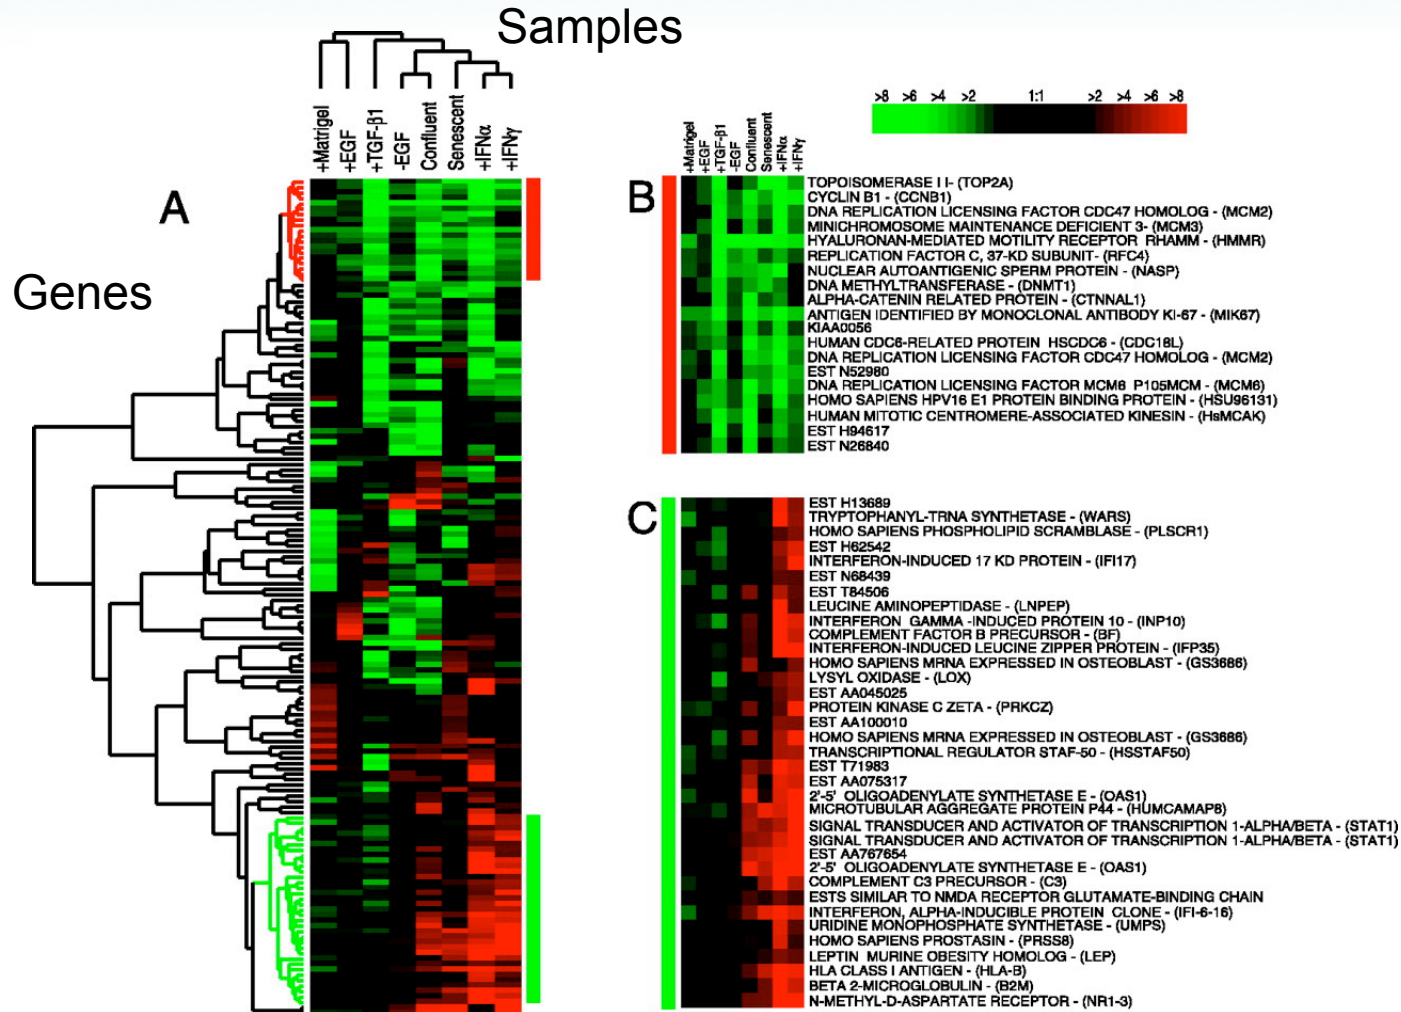 Samples
Genes
A
+Matrigel
+EGF
+TGF-β1
-EGF
Confluent
Senescent
+IFNα
+IFNγ
>8 >6 >4 >2 1:1 >2 >4 >6 >8
B
+Matrigel
+EGF
+TGF-β1
-EGF
Confluent
Senescent
+IFNα
+IFNγ
TOPOISOMERASE I I- (TOP2A)
CYCLIN B1 - (CCNB1)
DNA REPLICATION LICENSING FACTOR CDC47 HOMOLOG - (MCM2)
MINICHROMOSOME MAINTENANCE DEFICIENT 3- (MCM3)
HYALURONAN-MEDIATED MOTILITY RECEPTOR RHAMM - (HMMR)
REPLICATION FACTOR C, 37-KD SUBUNIT- (RFC4)
NUCLEAR AUTOANTIGENIC SPERM PROTEIN - (NASP)
DNA METHYLTRANSFERASE - (DNMT1)
ALPHA-CATENIN RELATED PROTEIN - (CTNNAL1)
ANTIGEN IDENTIFIED BY MONOCLONAL ANTIBODY KI-67 - (MIK67)
KIAA0056
HUMAN CDC6-RELATED PROTEIN HSCDC6 - (CDC18L)
DNA REPLICATION LICENSING FACTOR CDC47 HOMOLOG - (MCM2)
EST N52980
DNA REPLICATION LICENSING FACTOR MCM6 P105MCM - (MCM6)
HOMO SAPIENS HPV16 E1 PROTEIN BINDING PROTEIN - (HSU96131)
HUMAN MITOTIC CENTROMERE-ASSOCIATED KINESIN - (HsMCAK)
EST H94617
EST N26840
C
EST H13689
TRYPTOPHANYL-TRNA SYNTHETASE - (WARS)
HOMO SAPIENS PHOSPHOLIPID SCRAMBLASE - (PLSCR1)
EST H62542
INTERFERON-INDUCED 17 KD PROTEIN - (IFI17)
EST N68439
EST T84506
LEUCINE AMINOPEPTIDASE - (LNPEP)
INTERFERON GAMMA -INDUCED PROTEIN 10 - (INP10)
COMPLEMENT FACTOR B PRECURSOR - (BF)
INTERFERON-INDUCED LEUCINE ZIPPER PROTEIN - (IFP35)
HOMO SAPIENS MRNA EXPRESSED IN OSTEOBLAST - (GS3686)
LYSYL OXIDASE - (LOX)
EST AA045025
PROTEIN KINASE C ZETA - (PRKCZ)
EST AA100010
HOMO SAPIENS MRNA EXPRESSED IN OSTEOBLAST - (GS3686)
TRANSCRIPTIONAL REGULATOR STAF-50 - (HSSTAF50)
EST T71983
EST AA075317
2'-5' OLIGOADENYLATE SYNTHETASE E - (OAS1)
MICROTUBULAR AGGREGATE PROTEIN P44 - (HUMCAMAP8)
SIGNAL TRANSDUCER AND ACTIVATOR OF TRANSCRIPTION 1-ALPHA/BETA - (STAT1)
SIGNAL TRANSDUCER AND ACTIVATOR OF TRANSCRIPTION 1-ALPHA/BETA - (STAT1)
EST AA767654
2'-5' OLIGOADENYLATE SYNTHETASE E - (OAS1)
COMPLEMENT C3 PRECURSOR - (C3)
ESTS SIMILAR TO NMDA RECEPTOR GLUTAMATE-BINDING CHAIN
INTERFERON, ALPHA-INDUCIBLE PROTEIN CLONE - (IFI-6-16)
URIDINE MONOPHOSPHATE SYNTHETASE - (UMPS)
HOMO SAPIENS PROSTASIN - (PRSS8)
LEPTIN MURINE OBESITY HOMOLOG - (LEP)
HLA CLASS I ANTIGEN - (HLA-B)
BETA 2-MICROGLOBULIN - (B2M)
N-METHYL-D-ASPARTATE RECEPTOR - (NR1-3)